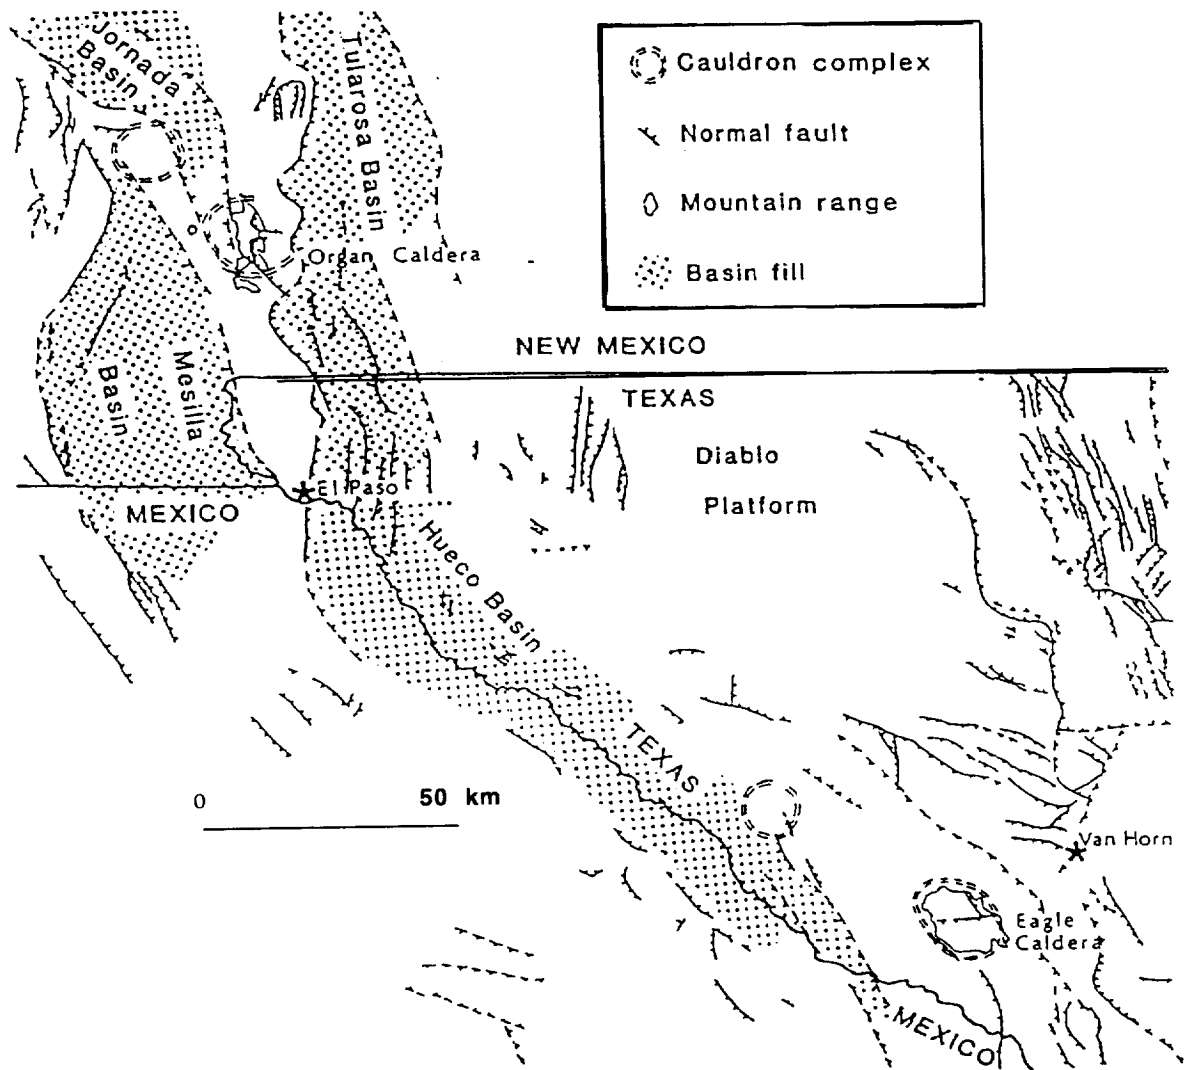 Jornada
Basin
Tularosa Basin
Cauldron complex
Normal fault
Mountain range
Basin fill
Organ Caldera
NEW MEXICO
TEXAS
Mesilla
Basin
Diablo
Platform
El Paso
MEXICO
Hueco Basin
TEXAS
0
50 km
Van Horn
Eagle
Caldera
MEXICO